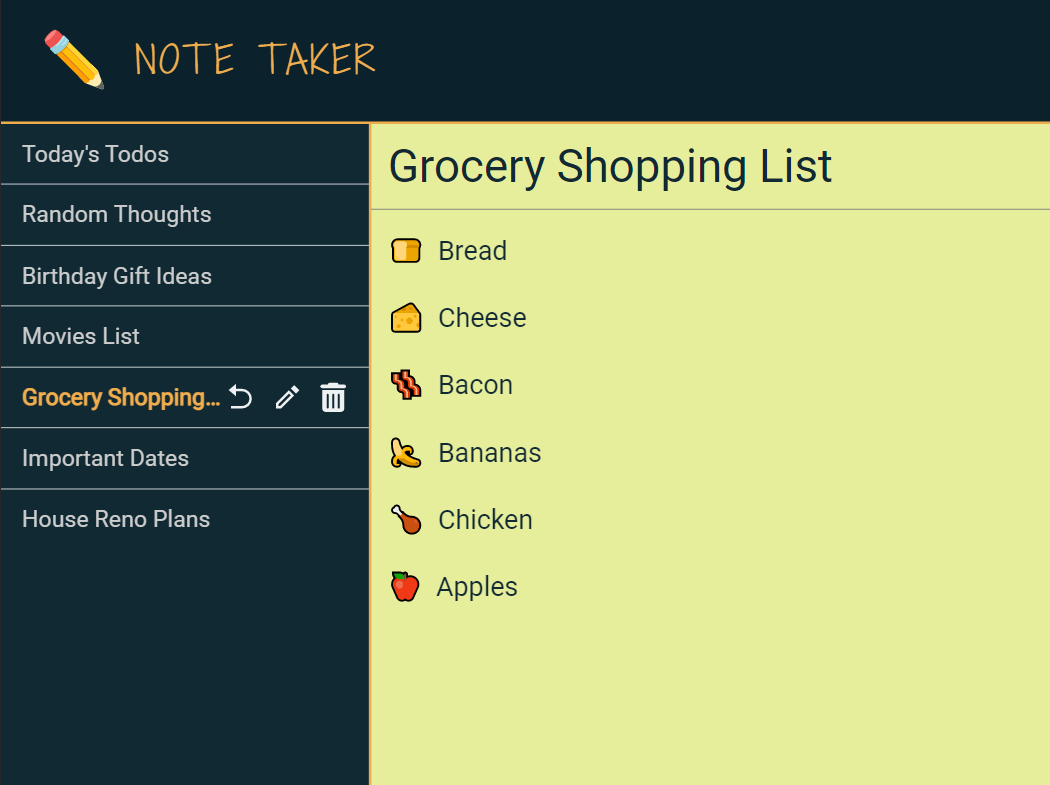 NOTE TAKER
Today's Todos
Random Thoughts
Birthday Gift Ideas
Movies List
Grocery Shopping...
Important Dates
House Reno Plans
Grocery Shopping List
Bread
Cheese
Bacon
Bananas
Chicken
Apples